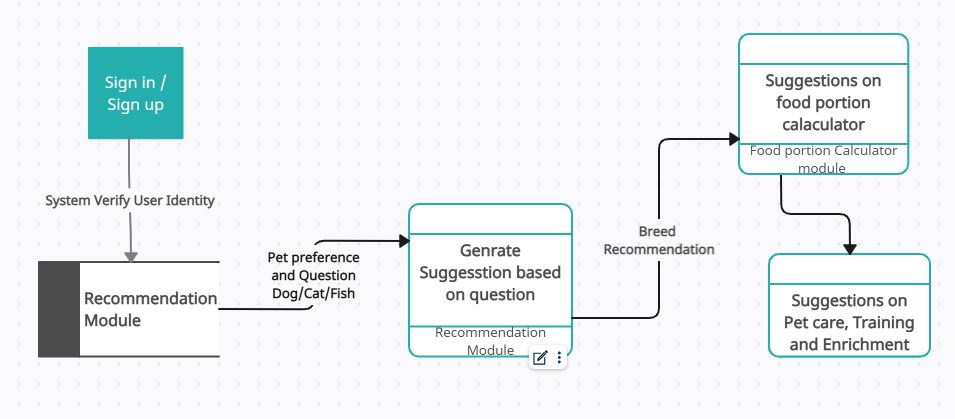 Sign in /
Sign up
System Verify User Identity
Recommendation
Module
Pet preference
and Question
Dog/Cat/Fish
Genrate
Suggesstion based
on question
Recommendation
Module
Breed
Recommendation
Suggestions on
food portion
calaculator
Food portion Calculator
module
Suggestions on
Pet care, Training
and Enrichment